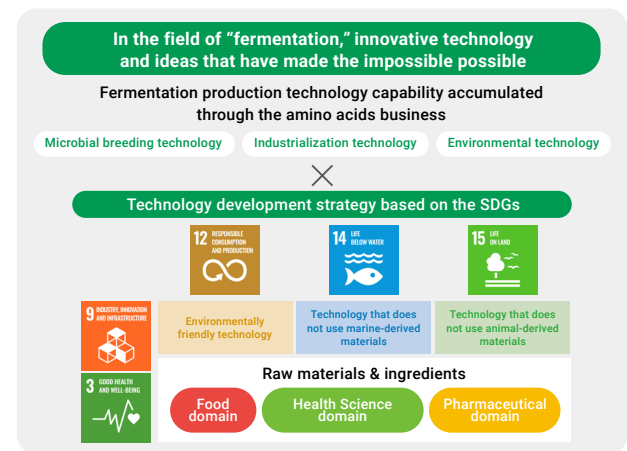 In the field of “fermentation,” innovative technology
and ideas that have made the impossible possible
Fermentation production technology capability accumulated
through the amino acids business
Microbial breeding technology
Industrialization technology
Environmental technology
Technology development strategy based on the SDGs
12 RESPONSIBLE
CONSUMPTION
AND PRODUCTION
14 LIFE
BELOW WATER
15 LIFE
ON LAND
9 INDUSTRY, INNOVATION
AND INFRASTRUCTURE
Environmentally
friendly technology
Technology that does
not use marine-derived
materials
Technology that does
not use animal-derived
materials
3 GOOD HEALTH
AND WELL-BEING
Raw materials & ingredients
Food
domain
Health Science
domain
Pharmaceutical
domain